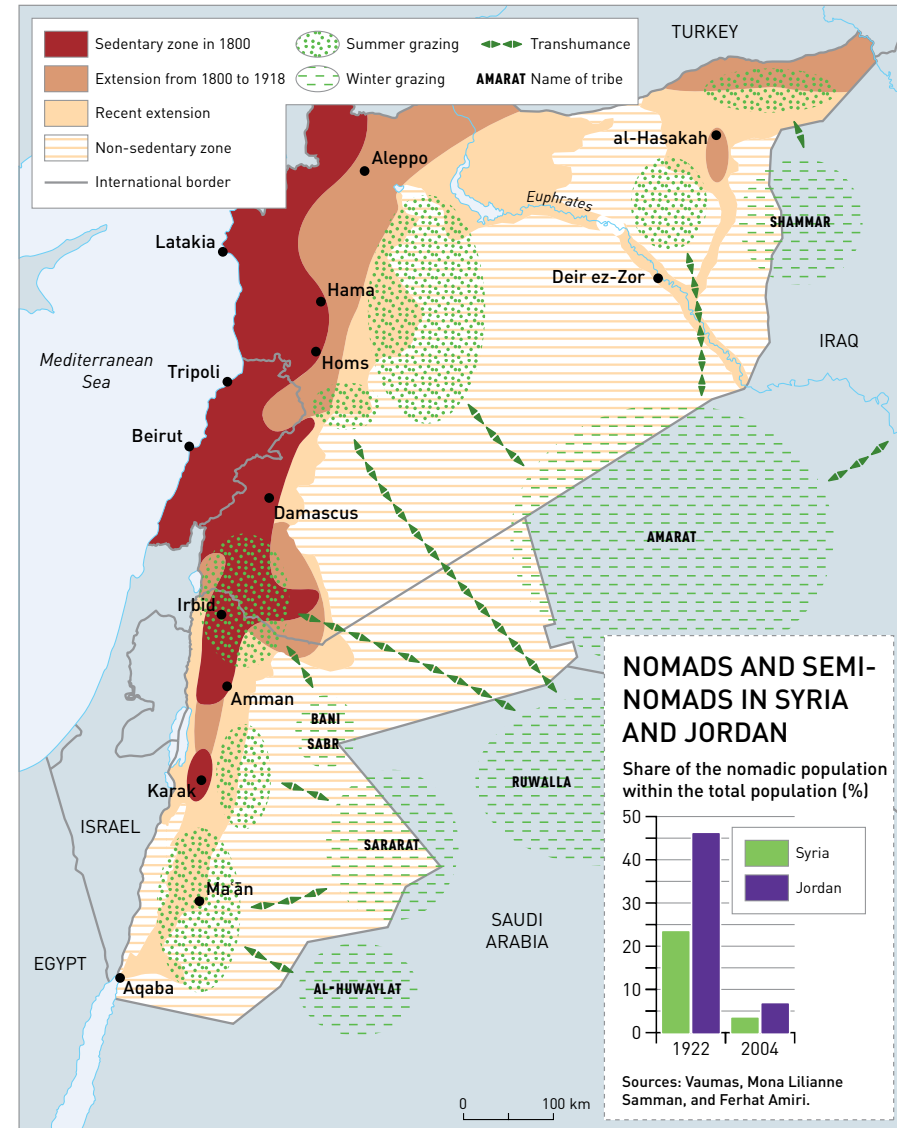 Sedentary zone in 1800
Extension from 1800 to 1918
Recent extension
Non-sedentary zone
International border
Summer grazing
Winter grazing
Transhumance
AMARAT Name of tribe
TURKEY
al-Hasakah
Aleppo
Euphrates
SHAMMAR
Latakia
Deir ez-Zor
Hama
IRAQ
Mediterranean
Sea
Homs
Tripoli
Beirut
Damascus
AMARAT
Irbid
Amman
BANI
SABR
RUWALLA
Karak
ISRAEL
SARARAT
Ma'ān
SAUDI
ARABIA
EGYPT
Aqaba
AL-HUWAYLAT
0 100 km
NOMADS AND SEMI-
NOMADS IN SYRIA
AND JORDAN
Share of the nomadic population
within the total population (%)
50
40
30
20
10
0
Syria
Jordan
1922 2004
Sources: Vaumas, Mona Lilianne
Samman, and Ferhat Amiri.